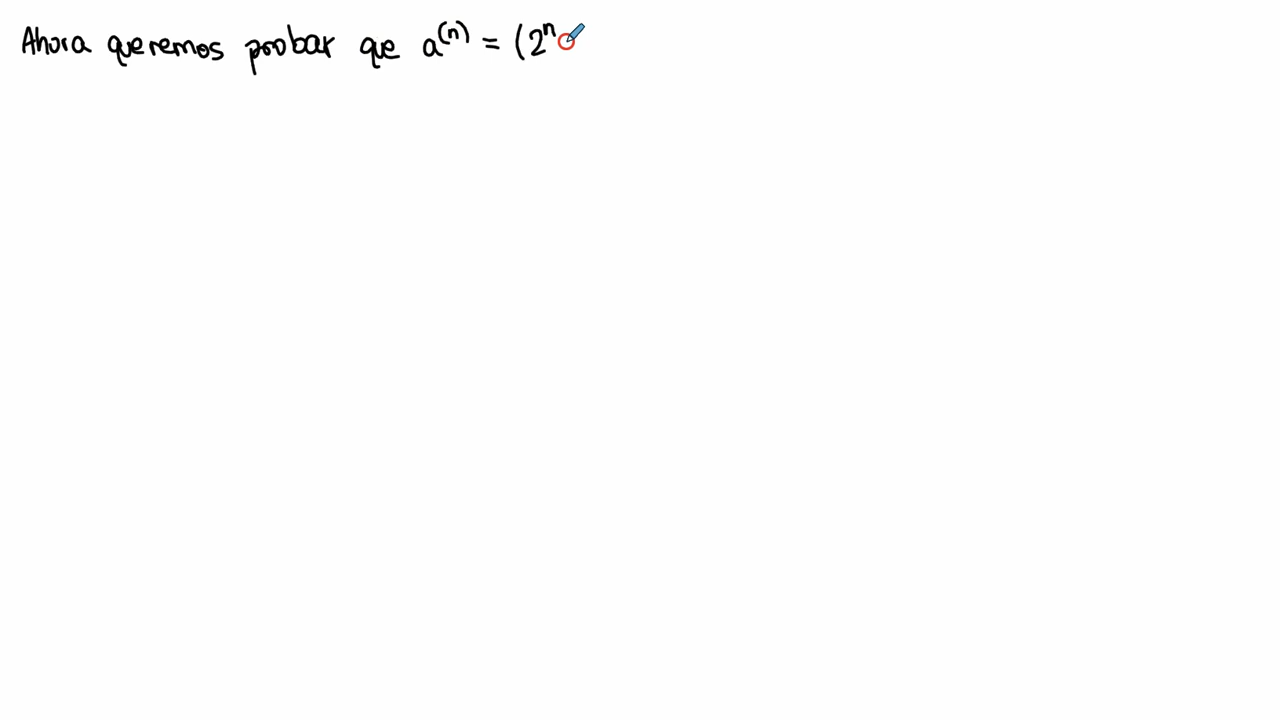 Ahora queremos probar que a^(n) = (2^n